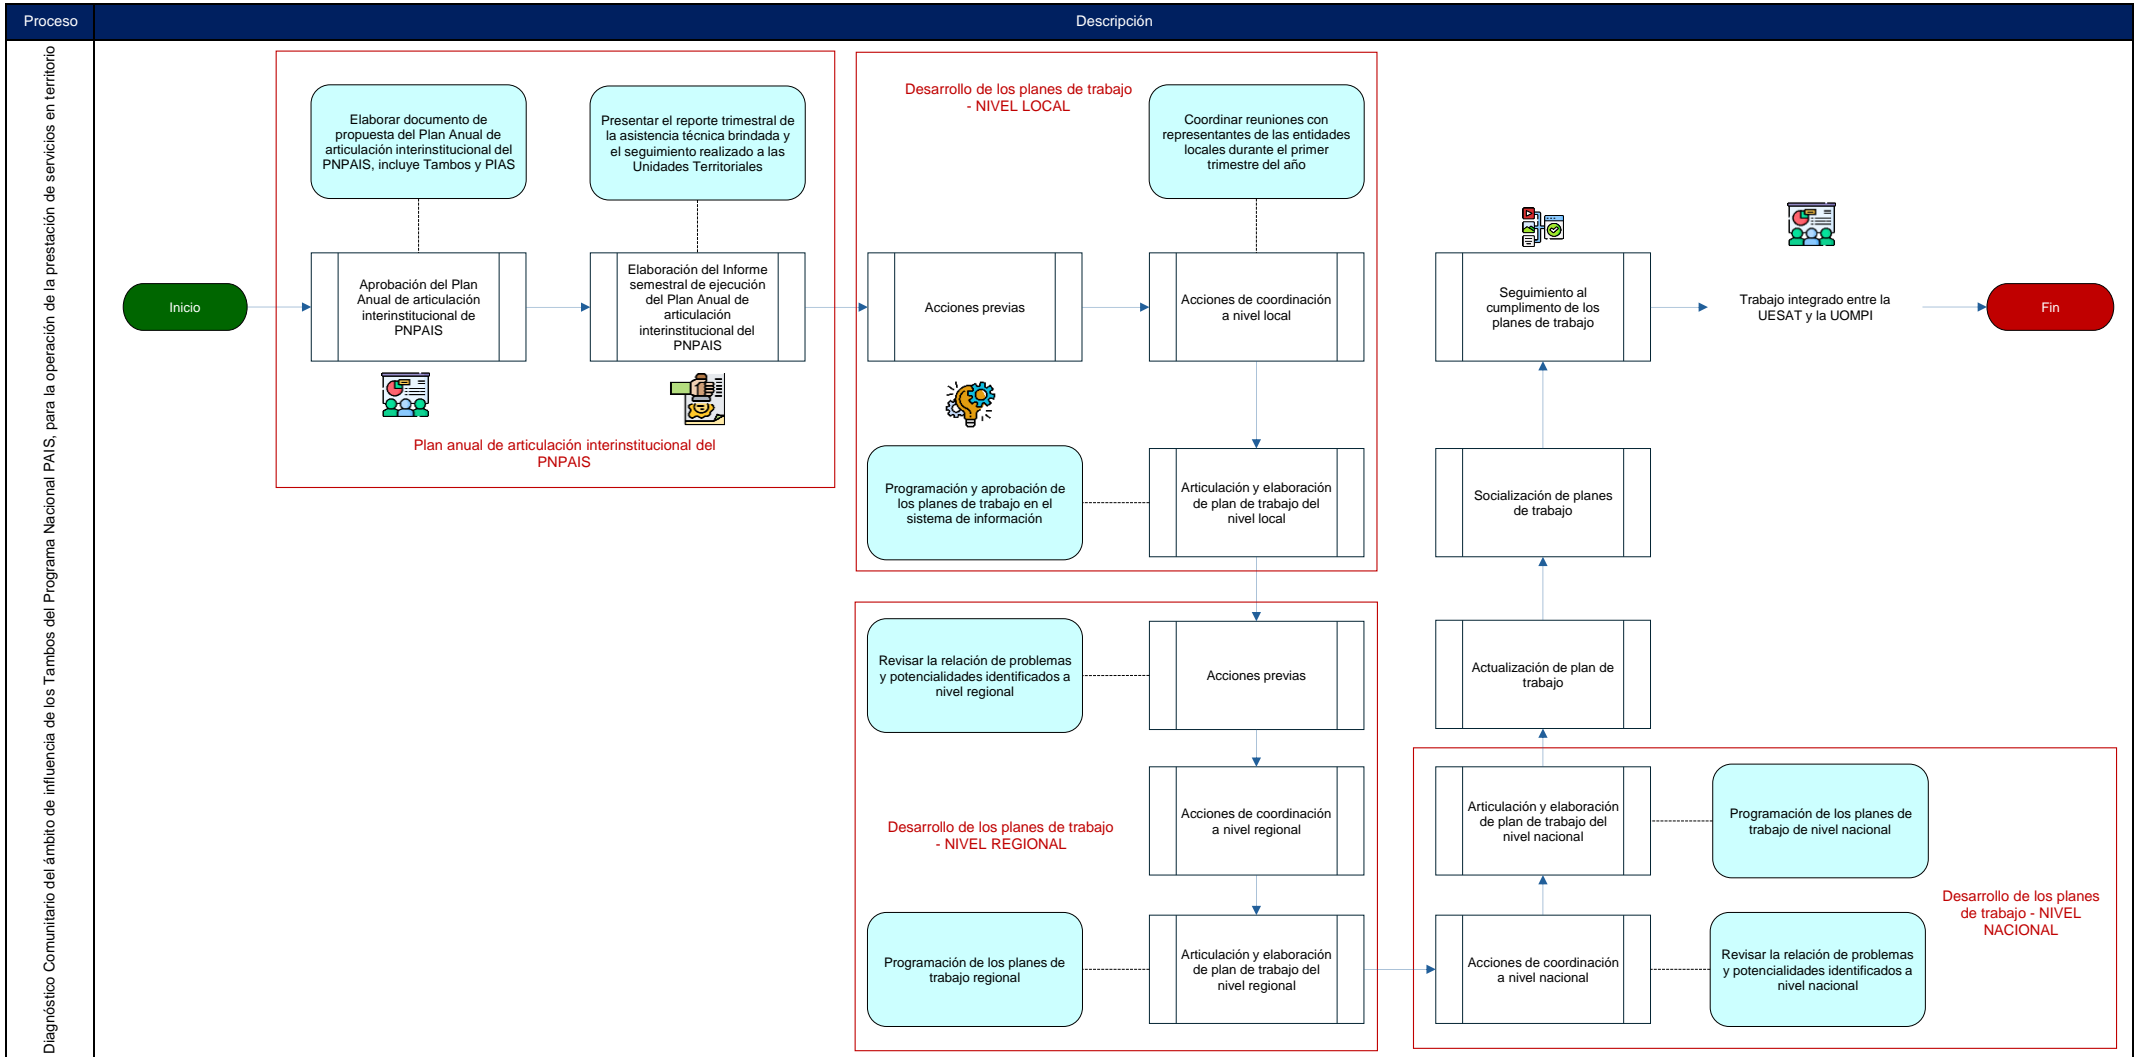 Proceso
Descripción
Diagnóstico Comunitario del ámbito de influencia de los Tambos del Programa Nacional PAIS, para la operación de la prestación de servicios en territorio
Elaborar documento de
propuesta del Plan Anual de
articulación interinstitucional del
PNPAIS, incluye Tambos y PIAS
Presentar el reporte trimestral de
la asistencia técnica brindada y
el seguimiento realizado a las
Unidades Territoriales
Desarrollo de los planes de trabajo
- NIVEL LOCAL
Coordinar reuniones con
representantes de las entidades
locales durante el primer
trimestre del año
Inicio
Aprobación del Plan
Anual de articulación
interinstitucional de
PNPAIS
Elaboración del Informe
semestral de ejecución
del Plan Anual de
articulación
interinstitucional del
PNPAIS
Acciones previas
Acciones de coordinación
a nivel local
Seguimiento al
cumplimento de los
planes de trabajo
Trabajo integrado entre la
UESAT y la UOMPI
Fin
Plan anual de articulación interinstitucional del
PNPAIS
Programación y aprobación de
los planes de trabajo en el
sistema de información
Articulación y elaboración
de plan de trabajo del
nivel local
Socialización de planes
de trabajo
Revisar la relación de problemas
y potencialidades identificados a
nivel regional
Acciones previas
Actualización de plan de
trabajo
Desarrollo de los planes de trabajo
- NIVEL REGIONAL
Acciones de coordinación
a nivel regional
Articulación y elaboración
de plan de trabajo del
nivel nacional
Programación de los planes de
trabajo de nivel nacional
Desarrollo de los planes
de trabajo - NIVEL
NACIONAL
Programación de los planes de
trabajo regional
Articulación y elaboración
de plan de trabajo del
nivel regional
Acciones de coordinación
a nivel nacional
Revisar la relación de problemas
y potencialidades identificados a
nivel nacional